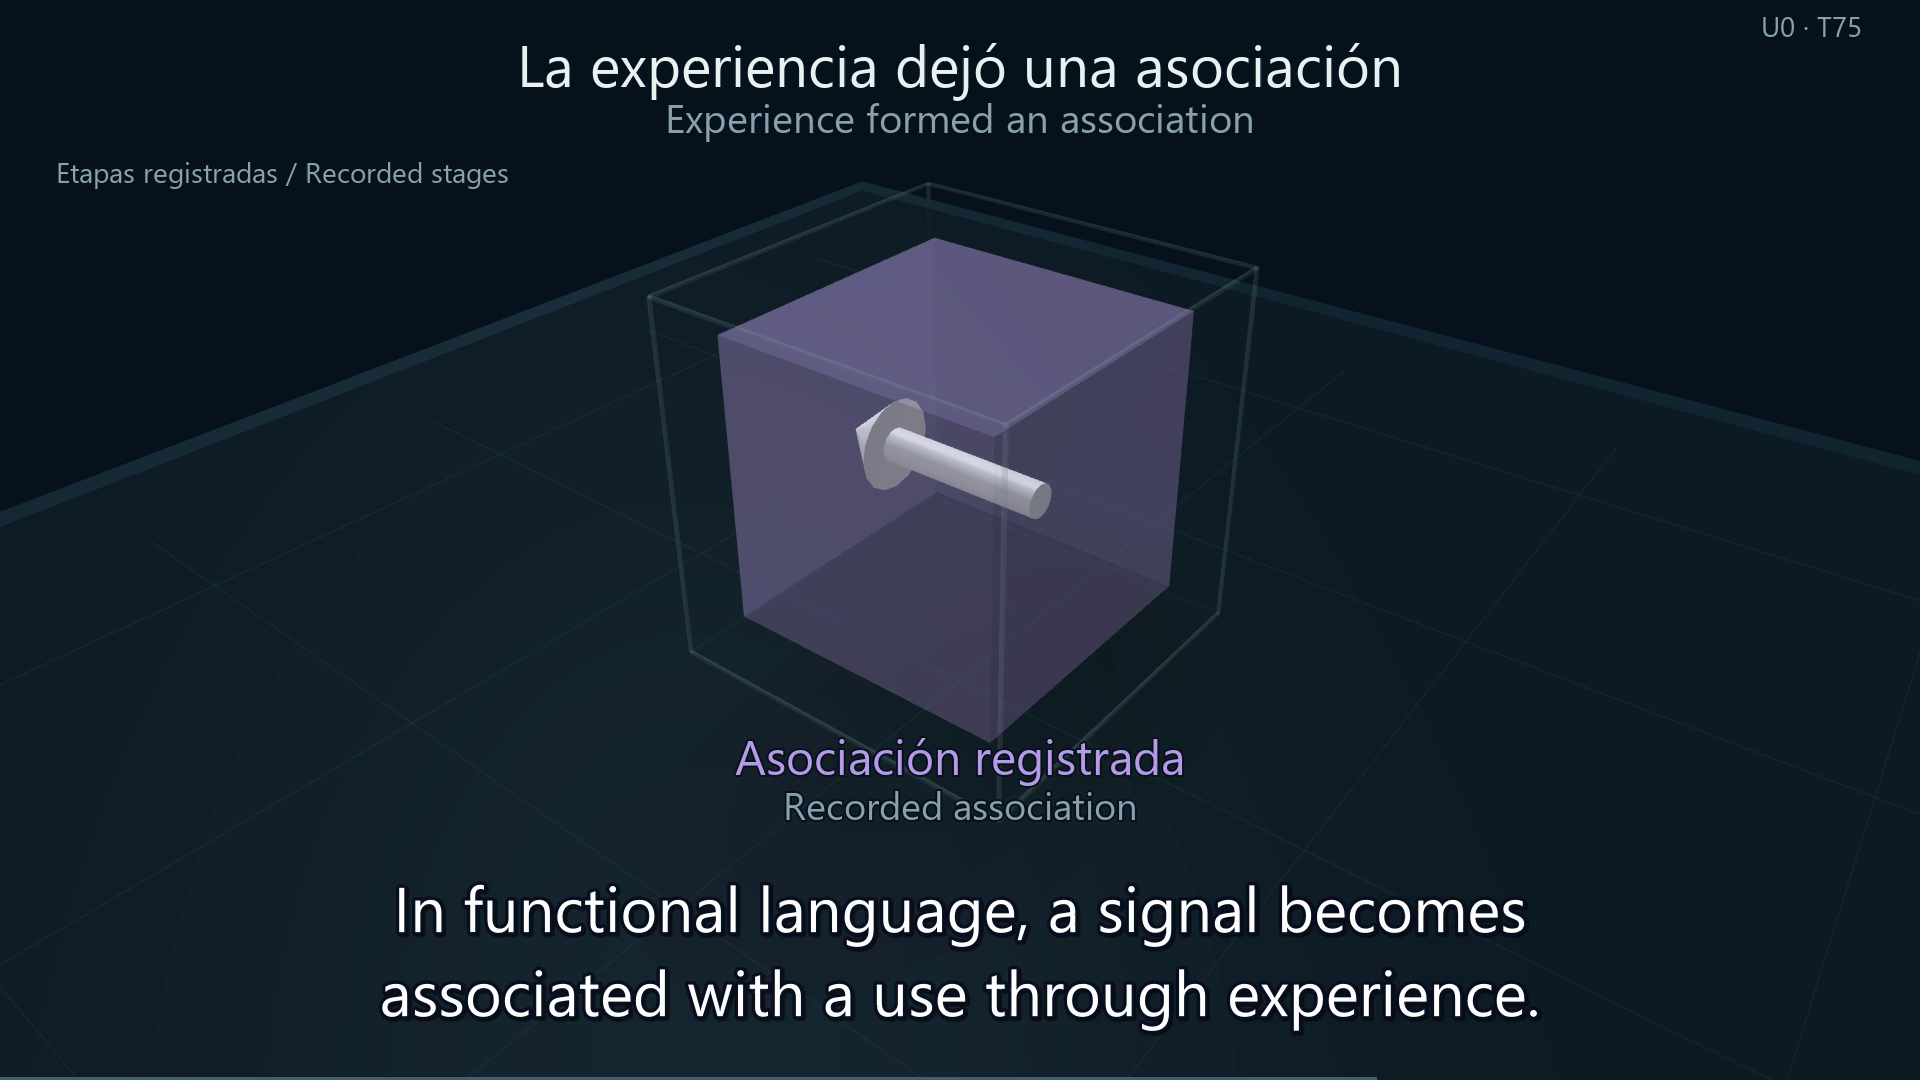 U0 · T75
La experiencia dejó una asociación
Experience formed an association
Etapas registradas / Recorded stages
Asociación registrada
Recorded association
In functional language, a signal becomes
associated with a use through experience.